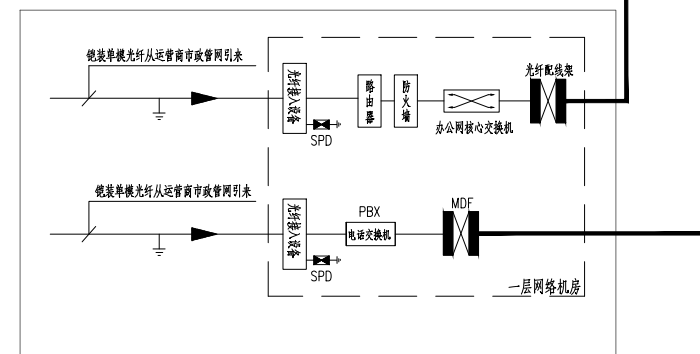 铠装单模光纤从运营商市政管网引来
光纤接入设备
SPD
路由器
防火墙
办公网核心交换机
光纤配线架
铠装单模光纤从运营商市政管网引来
光纤接入设备
SPD
PBX
电话交换机
MDF
一层网络机房